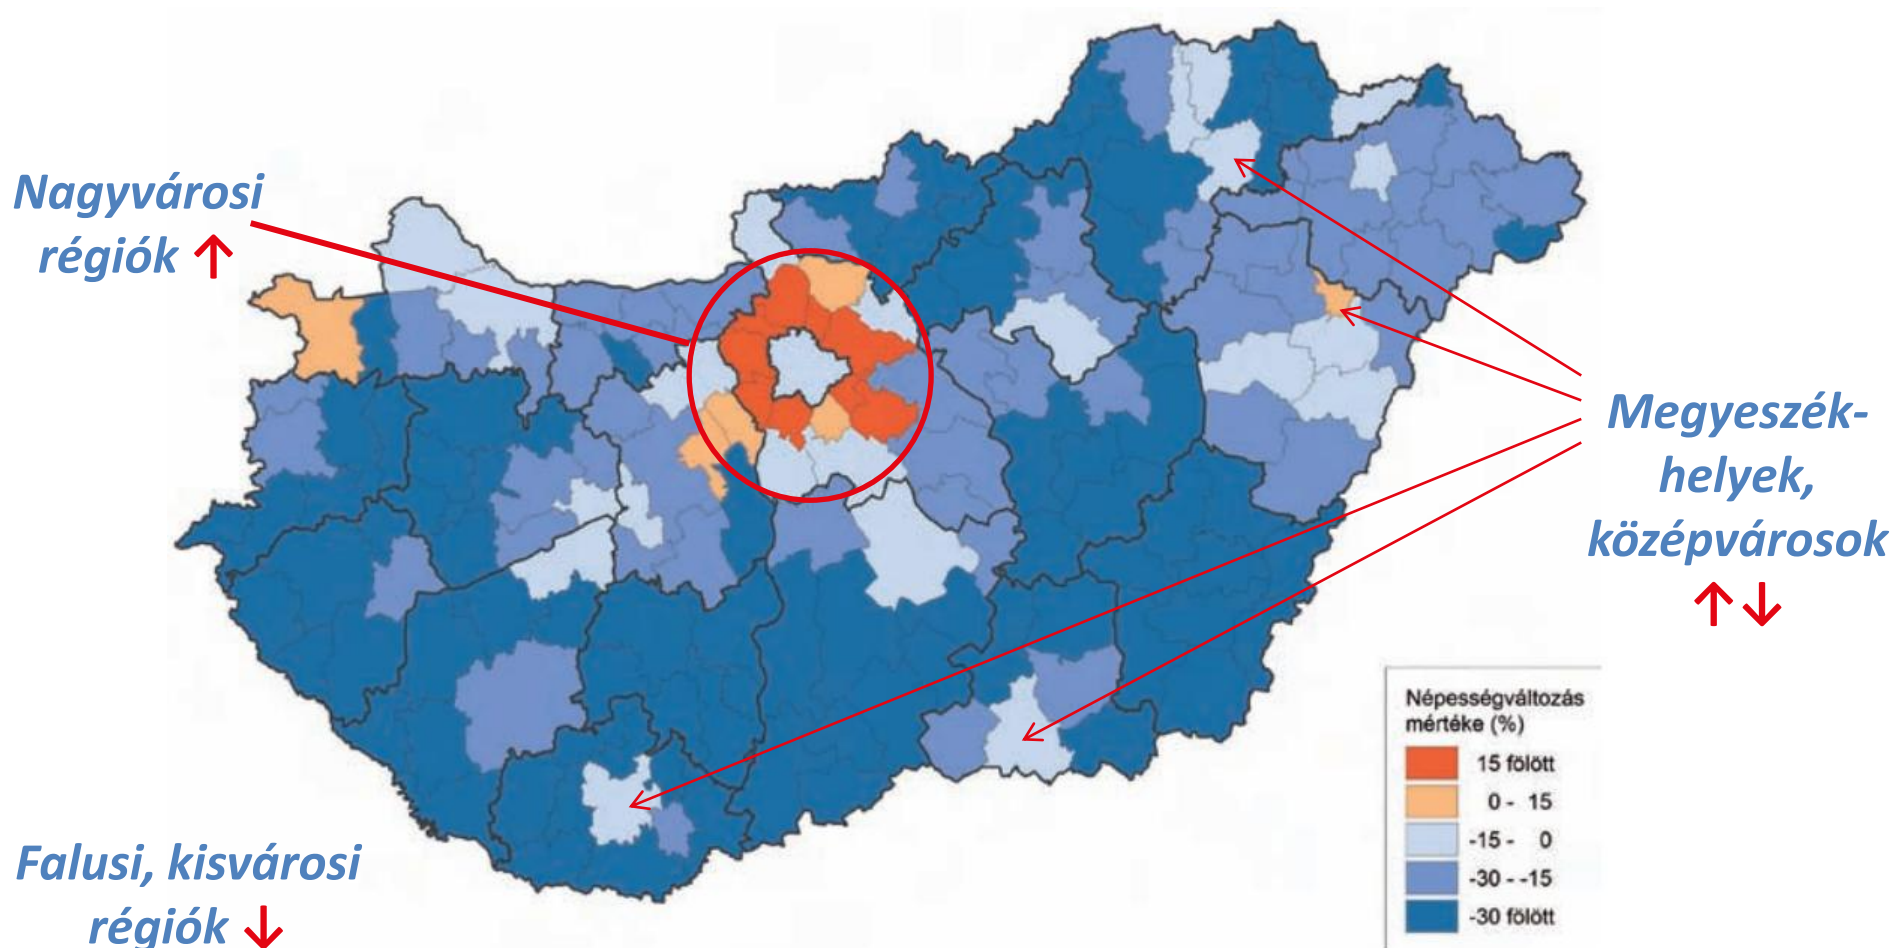 Nagyvárosi
régiók ↑
Megyeszék-
helyek,
középvárosok
↑↓
Falusi, kisvárosi
régiók ↓
Népességváltozás
mértéke (%)
15 fölött
0 - 15
-15 - 0
-30 - -15
-30 fölött